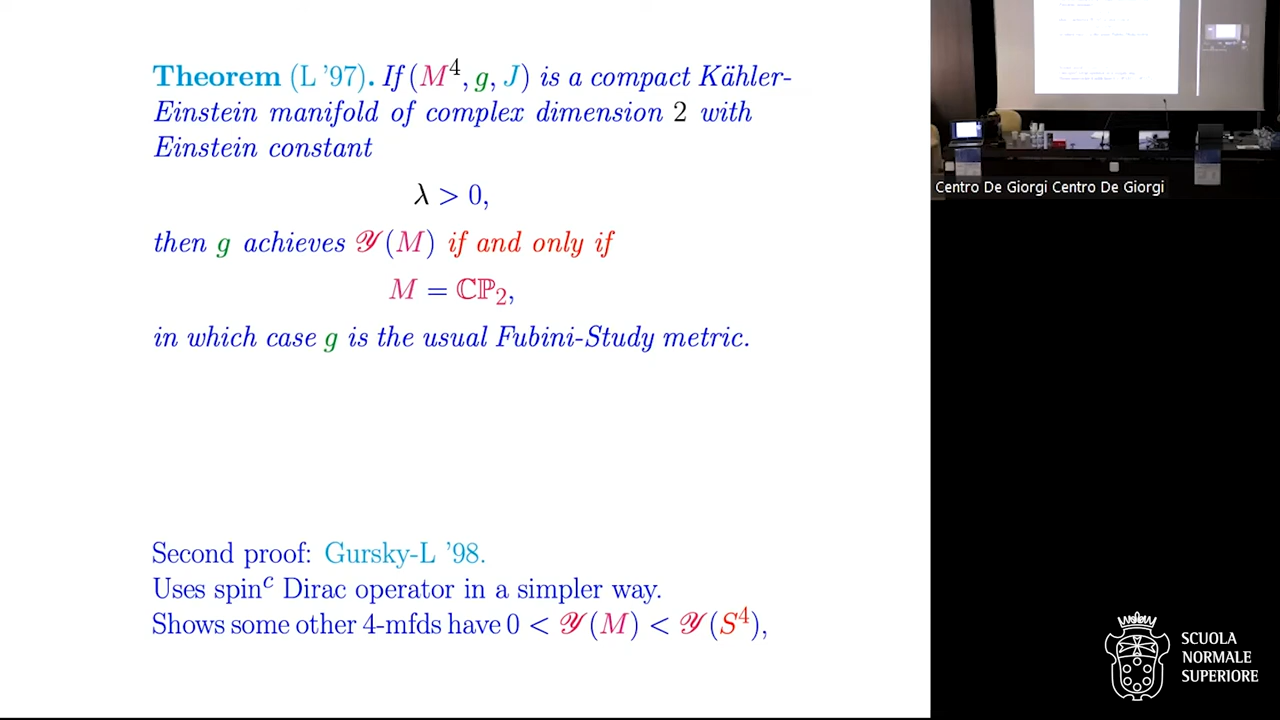 Theorem (L '97). If (M⁴, g, J) is a compact Kähler-
Einstein manifold of complex dimension 2 with
Einstein constant
λ > 0,
then g achieves 𝒴(M) if and only if
M = ℂℙ₂,
in which case g is the usual Fubini-Study metric.
Second proof: Gursky-L '98.
Uses spinᶜ Dirac operator in a simpler way.
Shows some other 4-mfds have 0 < 𝒴(M) < 𝒴(S⁴),
Centro De Giorgi Centro De Giorgi
SCUOLA
NORMALE
SUPERIORE